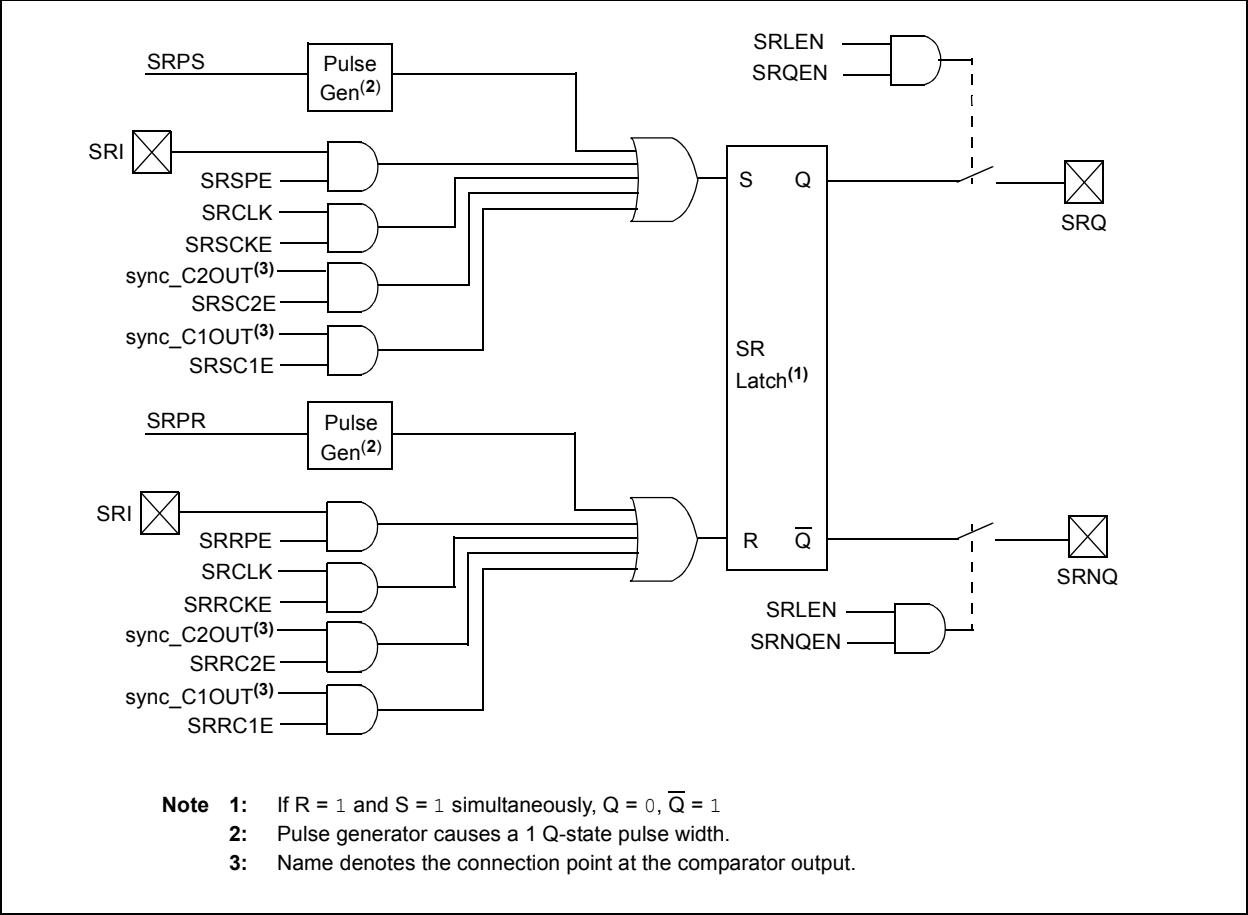 SRPS
Pulse
Gen(2)
SRI
SRSPE
SRCLK
SRSCKE
sync_C2OUT(3)
SRSC2E
sync_C1OUT(3)
SRSC1E
SRLEN
SRQEN
S Q
SRQ
SR
Latch(1)
SRPR
Pulse
Gen(2)
SRI
SRRPE
SRCLK
SRRCKE
sync_C2OUT(3)
SRRC2E
sync_C1OUT(3)
SRRC1E
R Q̅
SRNQ
SRLEN
SRNQEN
Note 1: If R = 1 and S = 1 simultaneously, Q = 0, Q̅ = 1
2: Pulse generator causes a 1 Q-state pulse width.
3: Name denotes the connection point at the comparator output.